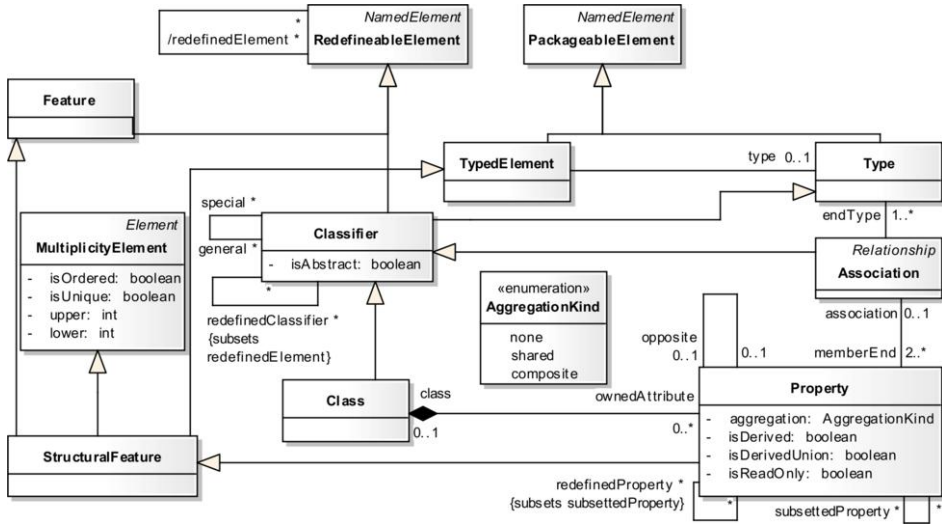 *
/redefinedElement *
NamedElement
RedefineableElement
NamedElement
PackageableElement
Feature
TypedElement
type 0..1
Type
special *
general *
Classifier
- isAbstract: boolean
endType 1..*
Relationship
Association
Element
MultiplicityElement
- isOrdered: boolean
- isUnique: boolean
- upper: int
- lower: int
*
redefinedClassifier *
{subsets
redefinedElement}
«enumeration»
AggregationKind
none
shared
composite
association 0..1
opposite
0..1
0..1
memberEnd 2..*
Class
class
0..1
ownedAttribute
0..*
Property
- aggregation: AggregationKind
- isDerived: boolean
- isDerivedUnion: boolean
- isReadOnly: boolean
StructuralFeature
redefinedProperty *
{subsets subsettedProperty}
*
subsettedProperty *
*